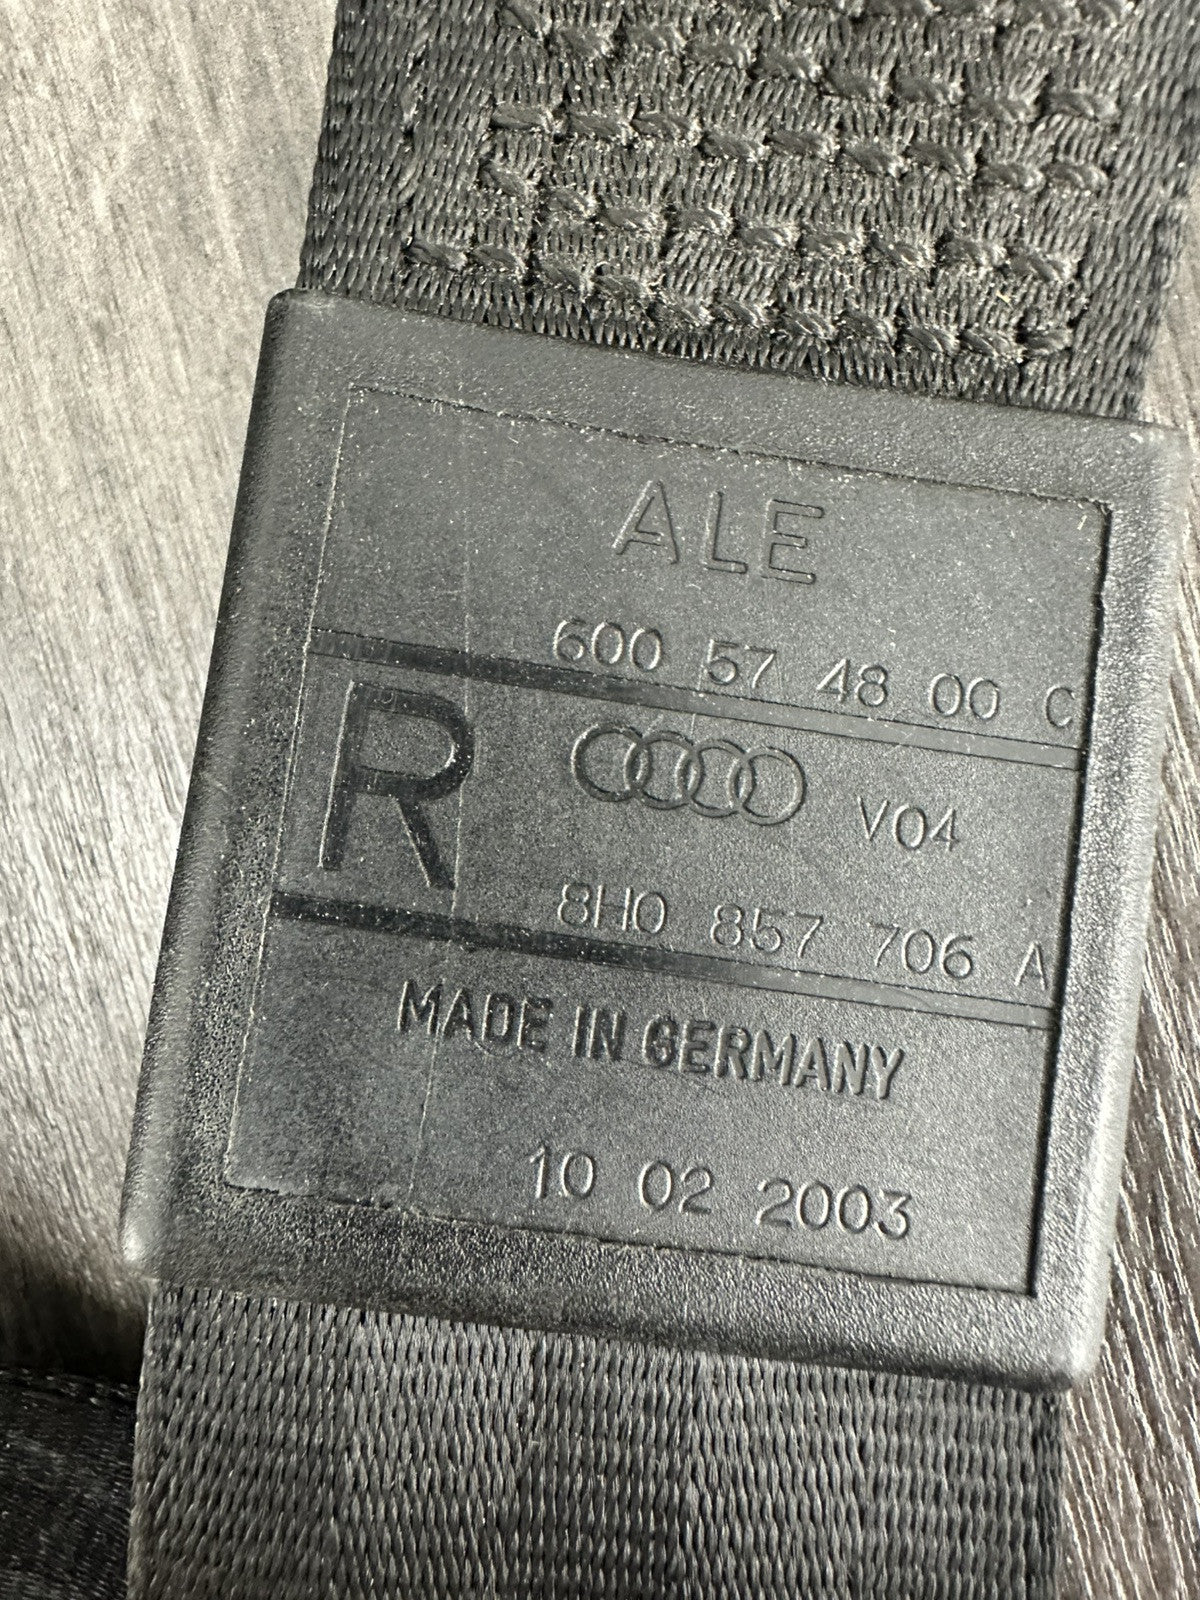 ALE
600 57 48 00 C
R
V04
8H0 857 706 A
MADE IN GERMANY
10 02 2003